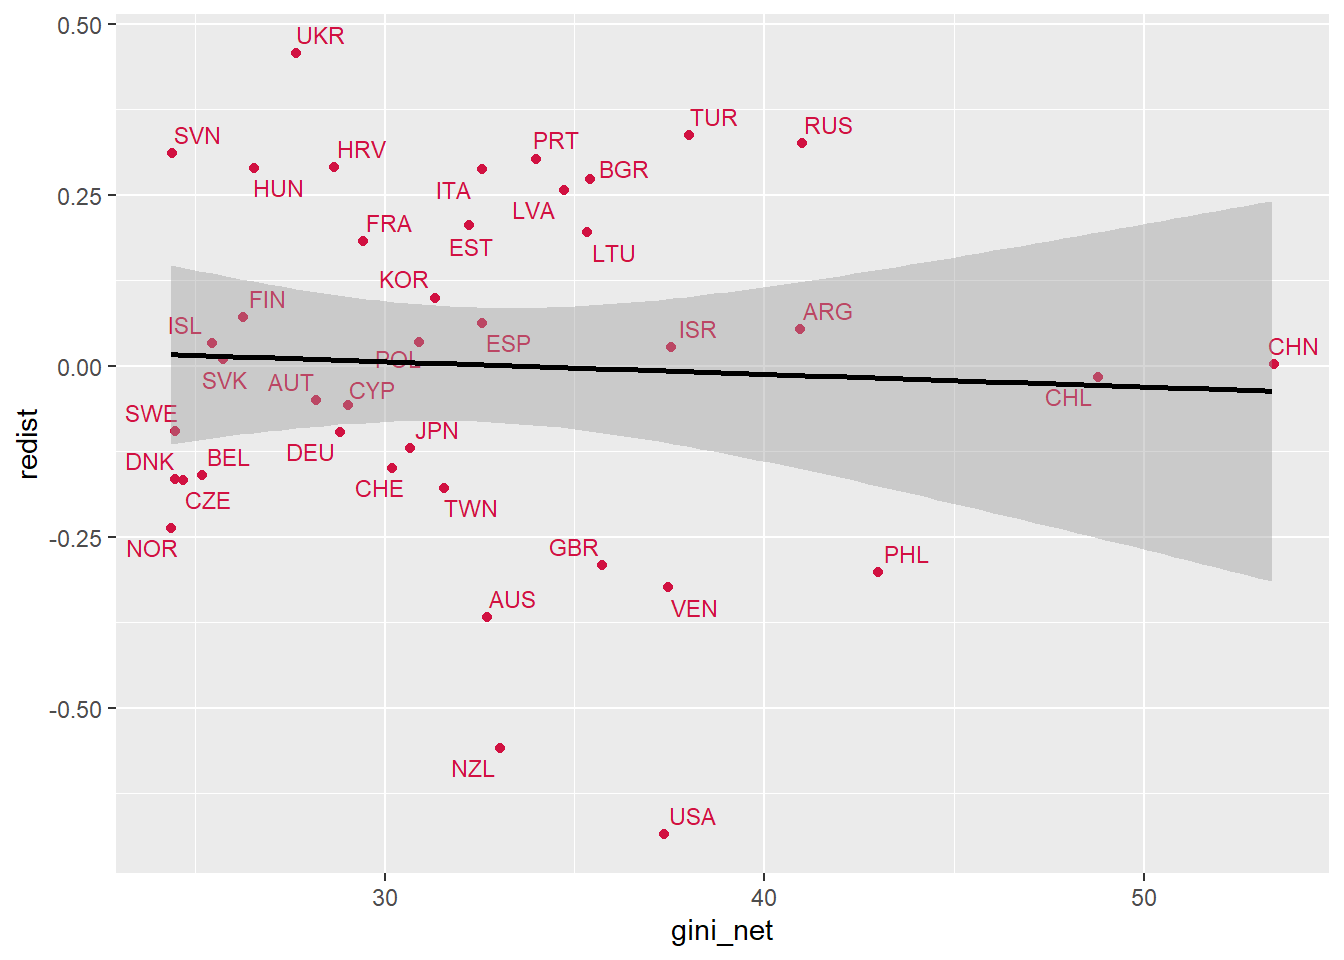 0.50
0.25
0.00
-0.25
-0.50
redist
UKR
TUR
RUS
SVN
HRV
PRT
HUN
ITA
BGR
LVA
FRA
EST
LTU
KOR
FIN
ISL
ESP
ISR
ARG
POL
CHN
SVK
AUT
CYP
CHL
SWE
JPN
DEU
DNK
BEL
CHE
CZE
TWN
NOR
GBR
PHL
AUS
VEN
NZL
USA
30
40
50
gini_net